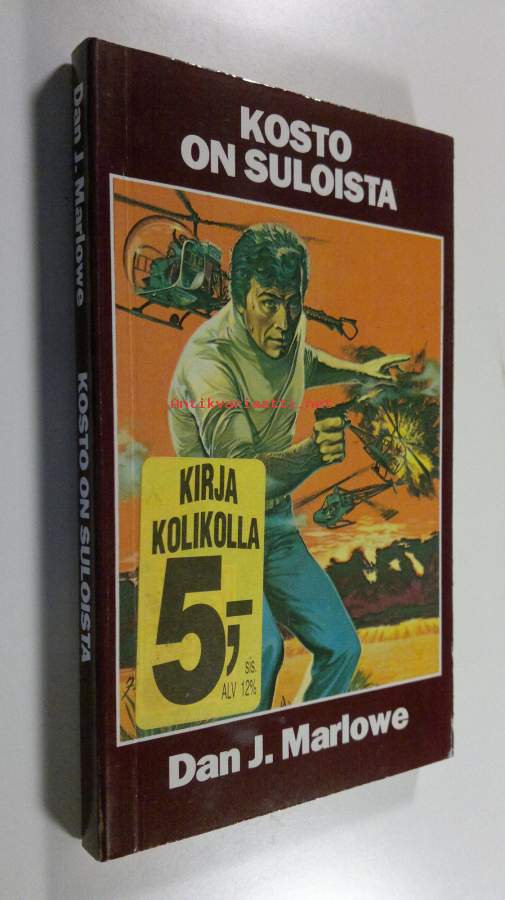 KOSTO
ON SULOISTA
Dan J. Marlowe KOSTO ON SULOISTA
Antikvariaatti.net
KIRJA
KOLIKOLLA
5,-
sis.
ALV 12%
Dan J. Marlowe